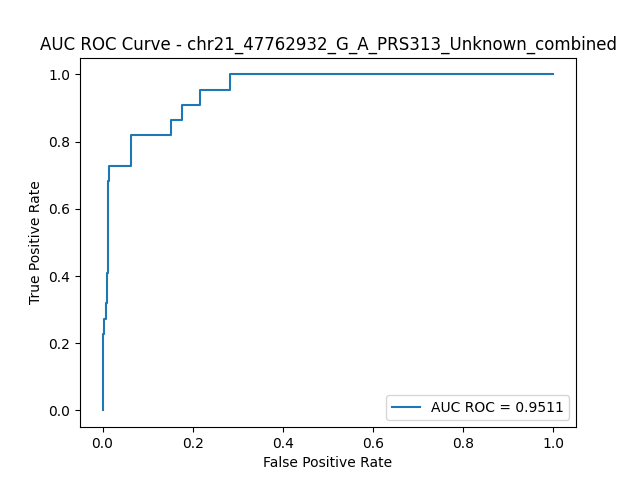 AUC ROC Curve - chr21_47762932_G_A_PRS313_Unknown_combined
1.0
0.8
0.6
0.4
0.2
0.0
True Positive Rate
AUC ROC = 0.9511
0.0 0.2 0.4 0.6 0.8 1.0
False Positive Rate